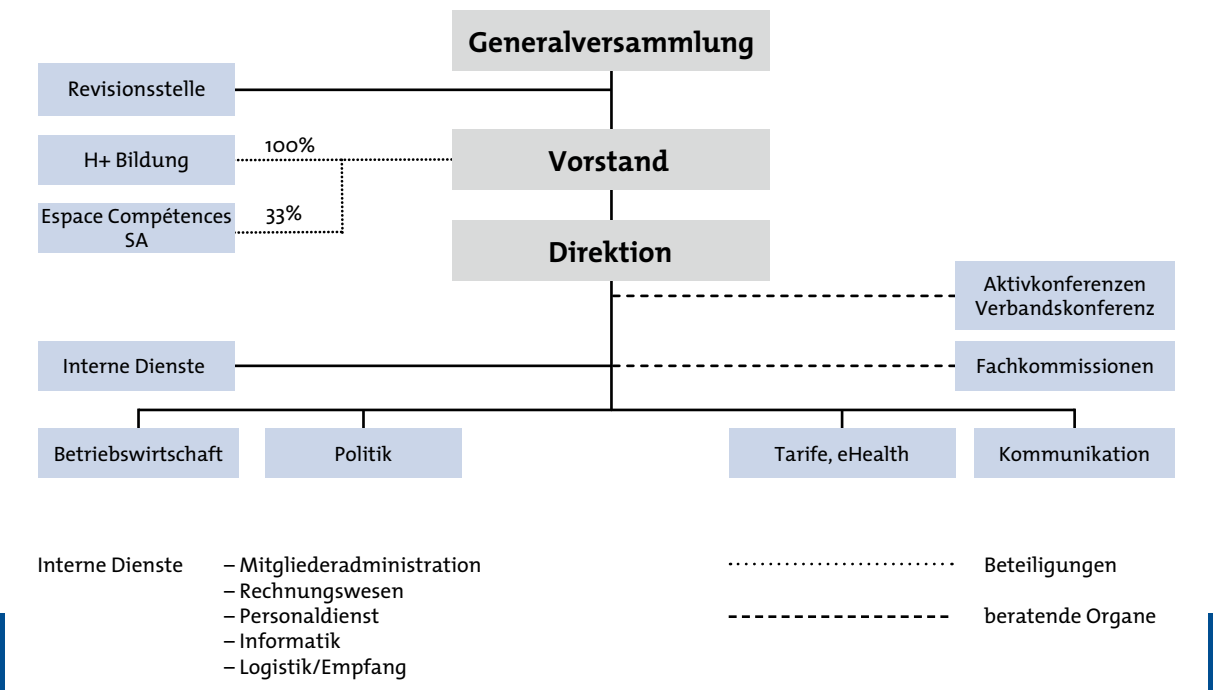 Generalversammlung
Revisionsstelle
H+ Bildung
100%
Vorstand
Espace Compétences
SA
33%
Direktion
Aktivkonferenzen
Verbandskonferenz
Interne Dienste
Fachkommissionen
Betriebswirtschaft
Politik
Tarife, eHealth
Kommunikation
Interne Dienste
– Mitgliederadministration
– Rechnungswesen
– Personaldienst
– Informatik
– Logistik/Empfang
Beteiligungen
beratende Organe